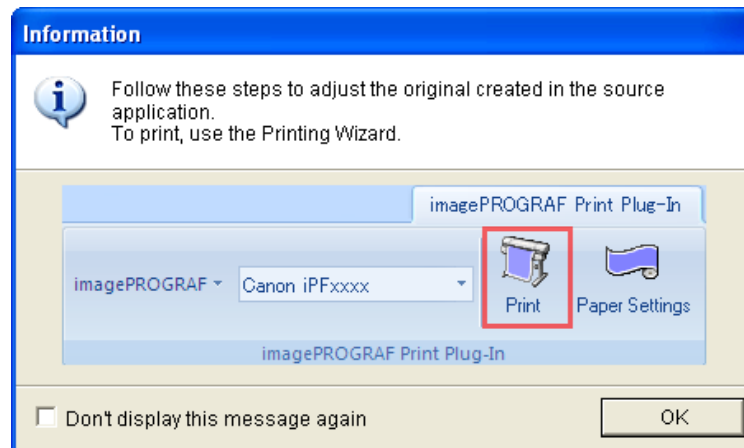 Information
Follow these steps to adjust the original created in the source
application.
To print, use the Printing Wizard.
imagePROGRAF Print Plug-In
imagePROGRAF
Canon iPFxxxx
Print
Paper Settings
imagePROGRAF Print Plug-In
Don't display this message again
OK